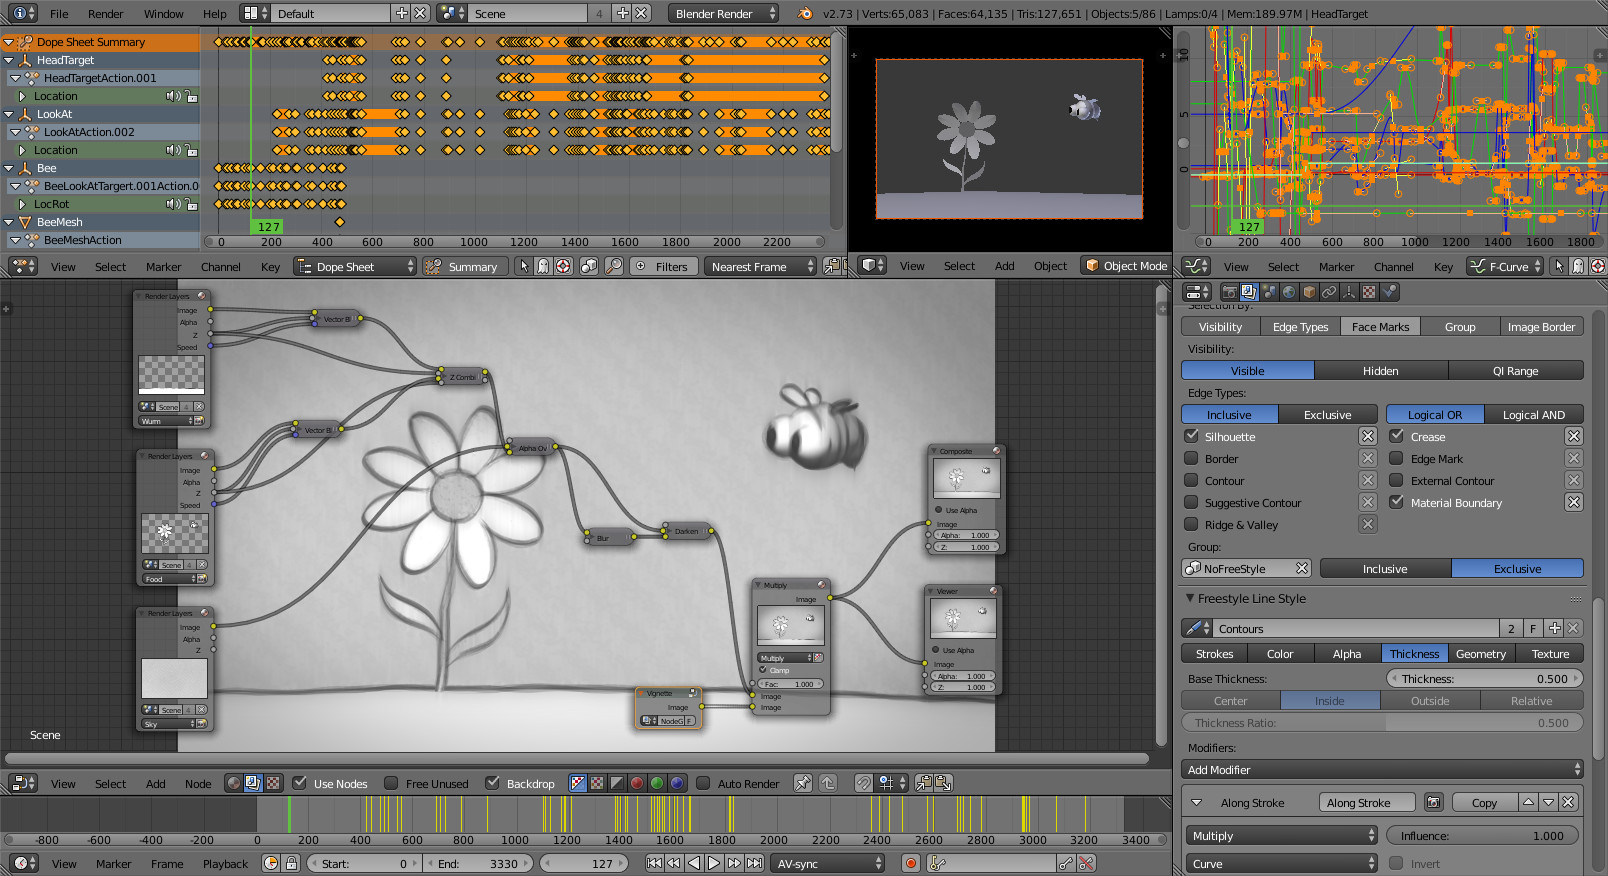 File Render Window Help Default Scene 4 Blender Render v2.73 | Verts:65,083 | Faces:64,135 | Tris:127,651 | Objects:5/86 | Lamps:0/4 | Mem:189.97M | HeadTarget
Dope Sheet Summary
HeadTarget
HeadTargetAction.001
Location
LookAt
LookAtAction.002
Location
Bee
BeeLookAtTargert.001Action.0
LocRot
BeeMesh
BeeMeshAction
127
0 200 400 600 800 1000 1200 1400 1600 1800 2000 2200
View Select Marker Channel Key Dope Sheet Summary Filters Nearest Frame
View Select Add Object Object Mode
10
5
0
127
0 200 400 600 800 1000 1200 1400 1600 1800
View Select Marker Channel Key F-Curve
Render Layers
Image
Alpha
Z
Speed
Scene 4
Wurm
Vector Bl
Z Combi
Vector Bl
Render Layers
Image
Alpha
Z
Speed
Scene 4
Food
Alpha Ov
Blur
Darken
Render Layers
Image
Alpha
Z
Scene 4
Sky
Vignette
Image
NodeG F
Multiply
Image
Multiply
Clamp
Fac: 1.000
Image
Image
Composite
Use Alpha
Image
Alpha: 1.000
Z: 1.000
Viewer
Use Alpha
Image
Alpha: 1.000
Z: 1.000
Scene
View Select Add Node Use Nodes Free Unused Backdrop Auto Render
-800 -600 -400 -200 0 200 400 600 800 1000 1200 1400 1600 1800 2000 2200 2400 2600 2800 3000 3200 3400
View Marker Frame Playback Start: 0 End: 3330 127 AV-sync
Selection By:
Visibility Edge Types Face Marks Group Image Border
Visibility:
Visible Hidden QI Range
Edge Types:
Inclusive Exclusive Logical OR Logical AND
Silhouette Crease
Border Edge Mark
Contour External Contour
Suggestive Contour Material Boundary
Ridge & Valley
Group:
NoFreeStyle Inclusive Exclusive
Freestyle Line Style
Contours 2 F
Strokes Color Alpha Thickness Geometry Texture
Base Thickness: Thickness: 0.500
Center Inside Outside Relative
Thickness Ratio: 0.500
Modifiers:
Add Modifier
Along Stroke Along Stroke Copy
Multiply Influence: 1.000
Curve Invert